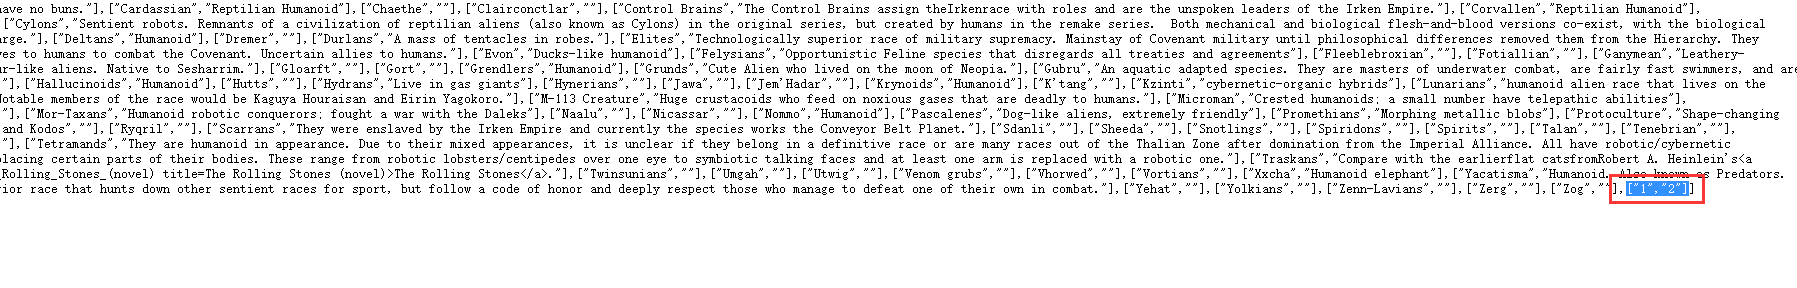 have no buns."],["Cardassian","Reptilian Humanoid"],["Chaethe",""],["Clairconctlar",""],["Control Brains","The Control Brains assign theIrkenrace with roles and are the unspoken leaders of the Irken Empire."],["Corvallen","Reptilian Humanoid"],
["Cylons","Sentient robots. Remnants of a civilization of reptilian aliens (also known as Cylons) in the original series, but created by humans in the remake series.  Both mechanical and biological flesh-and-blood versions co-exist, with the biological
arge."],["Deltans","Humanoid"],["Dremer",""],["Durlans","A mass of tentacles in robes."],["Elites","Technologically superior race of military supremacy. Mainstay of Covenant military until philosophical differences removed them from the Hierarchy. They
ves to humans to combat the Covenant. Uncertain allies to humans."],["Evon","Ducks-like humanoid"],["Felysians","Opportunistic Feline species that disregards all treaties and agreements"],["Fleeblebroxian",""],["Fotiallian",""],["Ganymean","Leathery-
ur-like aliens. Native to Sesharrim."],["Gloarft",""],["Gort",""],["Grendlers","Humanoid"],["Grunds","Cute Alien who lived on the moon of Neopia."],["Gubru","An aquatic adapted species. They are masters of underwater combat, are fairly fast swimmers, and are
"],["Hallucinoids","Humanoid"],["Hutts",""],["Hydrans","Live in gas giants"],["Hynerians",""],["Jawa",""],["Jem'Hadar",""],["Krynoids","Humanoid"],["K'tang",""],["Kzinti","cybernetic-organic hybrids"],["Lunarians","humanoid alien race that lives on the
Notable members of the race would be Kaguya Houraisan and Eirin Yagokoro."],["M-113 Creature","Huge crustacoids who feed on noxious gases that are deadly to humans."],["Microman","Crested humanoids; a small number have telepathic abilities"],
"],["Mor-Taxans","Humanoid robotic conquerors; fought a war with the Daleks"],["Naalu",""],["Nicassar",""],["Nommo","Humanoid"],["Pascalenes","Dog-like aliens, extremely friendly"],["Promethians","Morphing metallic blobs"],["Protoculture","Shape-changing
and Kodos",""],["Ryqril",""],["Scarrans","They were enslaved by the Irken Empire and currently the species works the Conveyor Belt Planet."],["Sdanli",""],["Sheeda",""],["Snotlings",""],["Spiridons",""],["Spirits",""],["Talan",""],["Tenebrian",""],
"],["Tetramands","They are humanoid in appearance. Due to their mixed appearances, it is unclear if they belong in a definitive race or are many races out of the Thalian Zone after domination from the Imperial Alliance. All have robotic/cybernetic
placing certain parts of their bodies. These range from robotic lobsters/centipedes over one eye to symbiotic talking faces and at least one arm is replaced with a robotic one."],["Traskans","Compare with the earlierflat catsfromRobert A. Heinlein's<a
_Rolling_Stones_(novel) title=The Rolling Stones (novel)>The Rolling Stones</a>."],["Twinsunians",""],["Umgah",""],["Utwig",""],["Venom grubs",""],["Vhorwed",""],["Vortians",""],["Xxcha","Humanoid elephant"],["Yacatisma","Humanoid. Also known as Predators.
rior race that hunts down other sentient races for sport, but follow a code of honor and deeply respect those who manage to defeat one of their own in combat."],["Yehat",""],["Yolkians",""],["Zenn-Lavians",""],["Zerg",""],["Zog",""],["1","2"]]